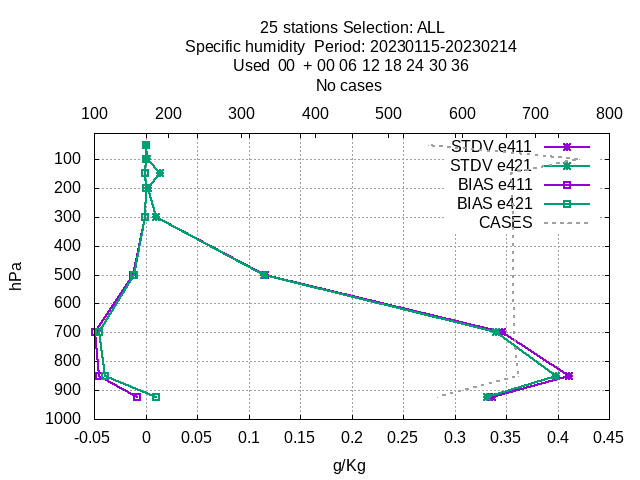 25 stations Selection: ALL
Specific humidity  Period: 20230115-20230214
Used  00  + 00 06 12 18 24 30 36
No cases
100 200 300 400 500 600 700 800
STDV e411
STDV e421
BIAS e411
BIAS e421
CASES
100
200
300
400
500
600
700
800
900
1000
hPa
-0.05 0 0.05 0.1 0.15 0.2 0.25 0.3 0.35 0.4 0.45
g/Kg